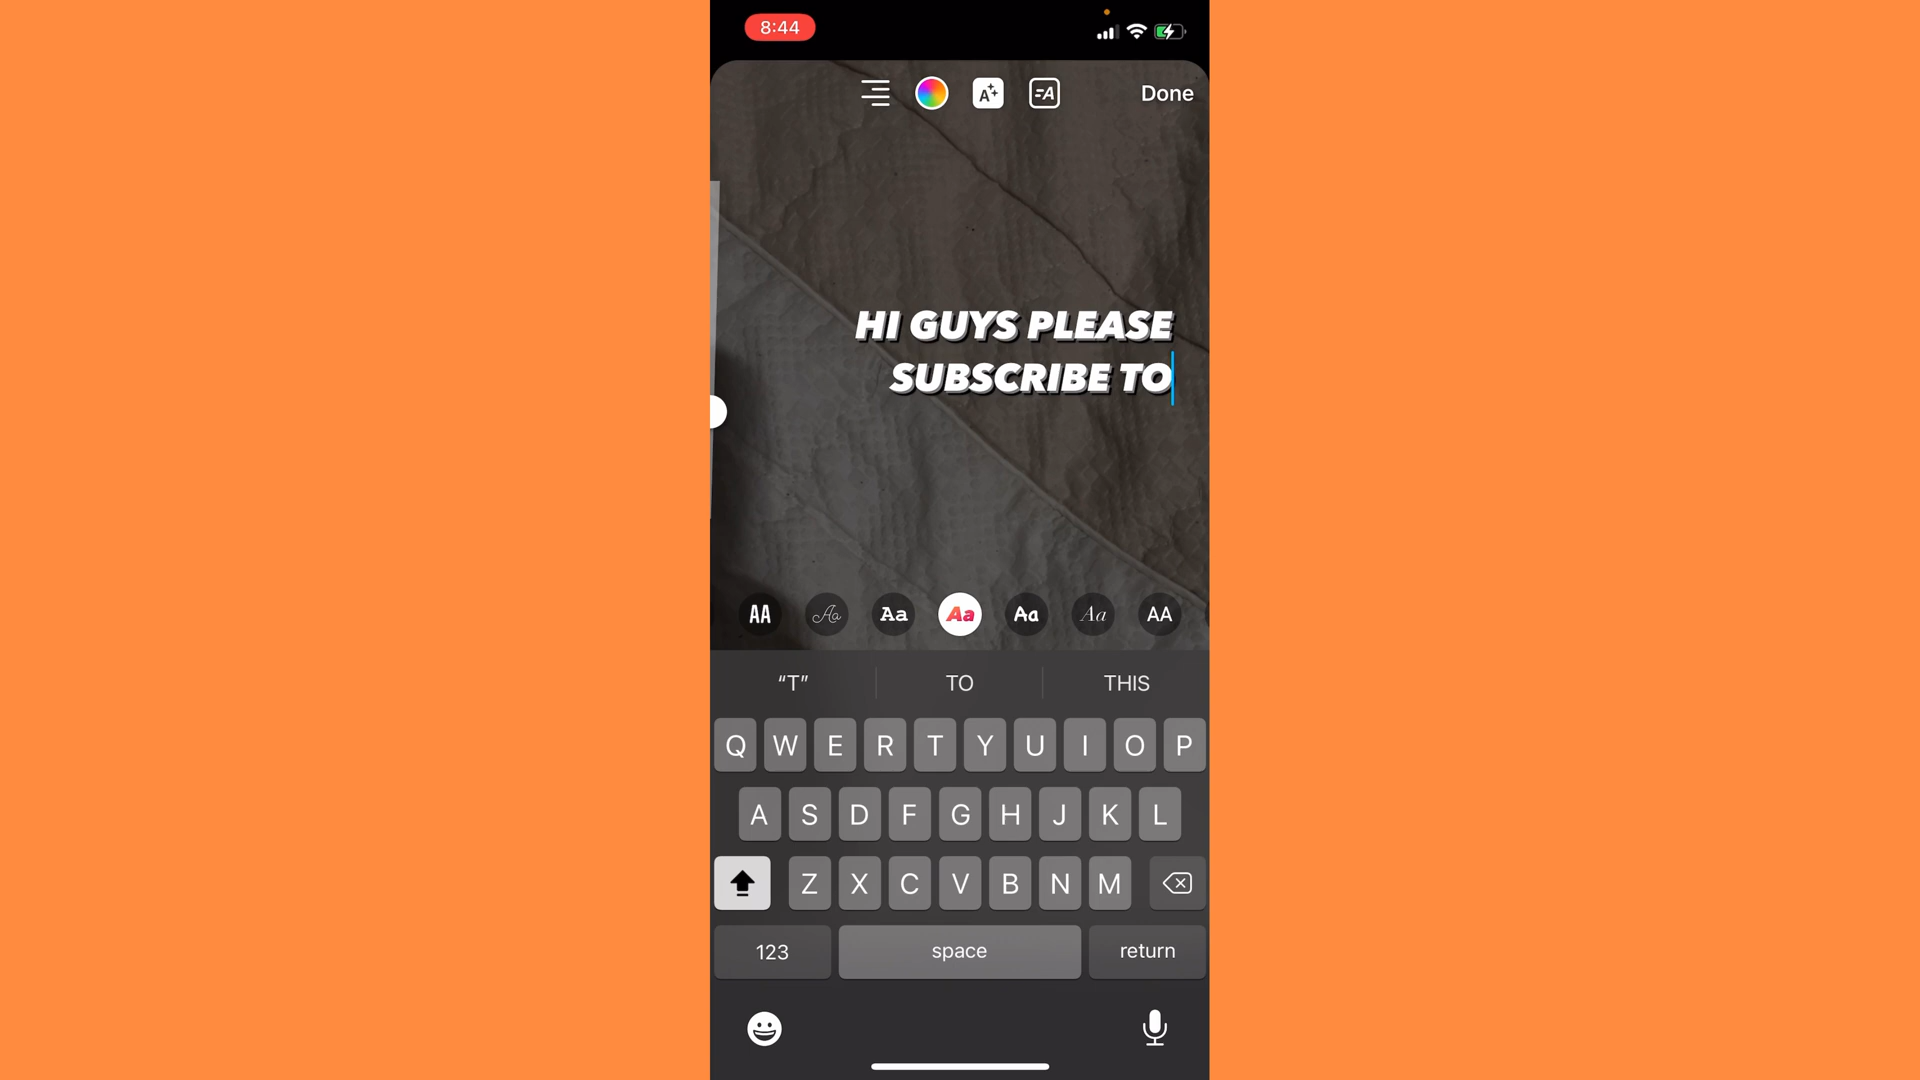 8:44
A
A
Done
HI GUYS PLEASE
SUBSCRIBE TO
AA Aa Aa Aa Aa Aa AA
“T” TO THIS
Q W E R T Y U I O P
A S D F G H J K L
Z X C V B N M
123 space return